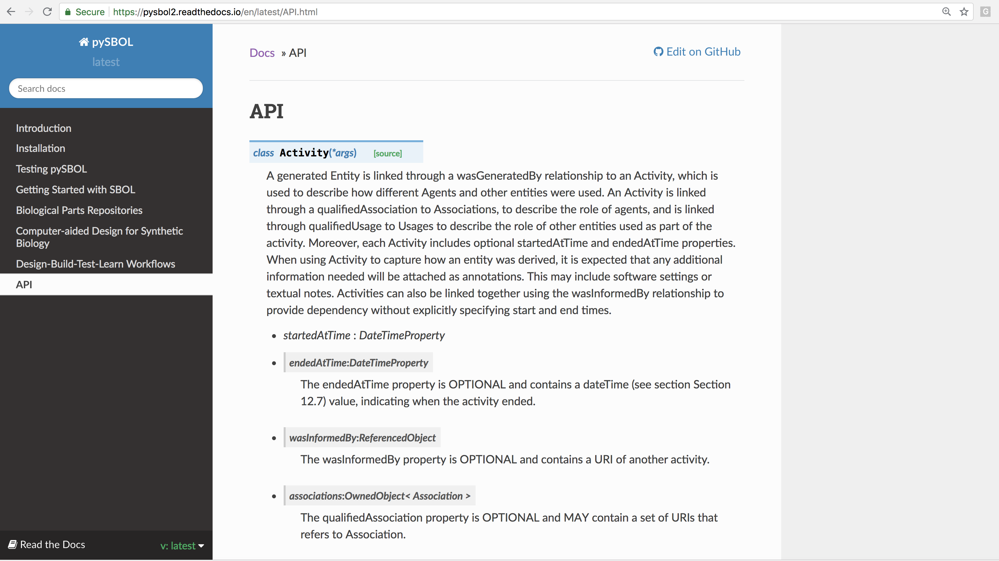 Secure https://pysbol2.readthedocs.io/en/latest/API.html
G
pySBOL
latest
Search docs
Introduction
Installation
Testing pySBOL
Getting Started with SBOL
Biological Parts Repositories
Computer-aided Design for Synthetic
Biology
Design-Build-Test-Learn Workflows
API
Read the Docs
v: latest
Docs » API
Edit on GitHub
API
class Activity(*args) [source]
A generated Entity is linked through a wasGeneratedBy relationship to an Activity, which is
used to describe how different Agents and other entities were used. An Activity is linked
through a qualifiedAssociation to Associations, to describe the role of agents, and is linked
through qualifiedUsage to Usages to describe the role of other entities used as part of the
activity. Moreover, each Activity includes optional startedAtTime and endedAtTime properties.
When using Activity to capture how an entity was derived, it is expected that any additional
information needed will be attached as annotations. This may include software settings or
textual notes. Activities can also be linked together using the wasInformedBy relationship to
provide dependency without explicitly specifying start and end times.
• startedAtTime : DateTimeProperty
• endedAtTime:DateTimeProperty
The endedAtTime property is OPTIONAL and contains a dateTime (see section Section
12.7) value, indicating when the activity ended.
• wasInformedBy:ReferencedObject
The wasInformedBy property is OPTIONAL and contains a URI of another activity.
• associations:OwnedObject< Association >
The qualifiedAssociation property is OPTIONAL and MAY contain a set of URIs that
refers to Association.